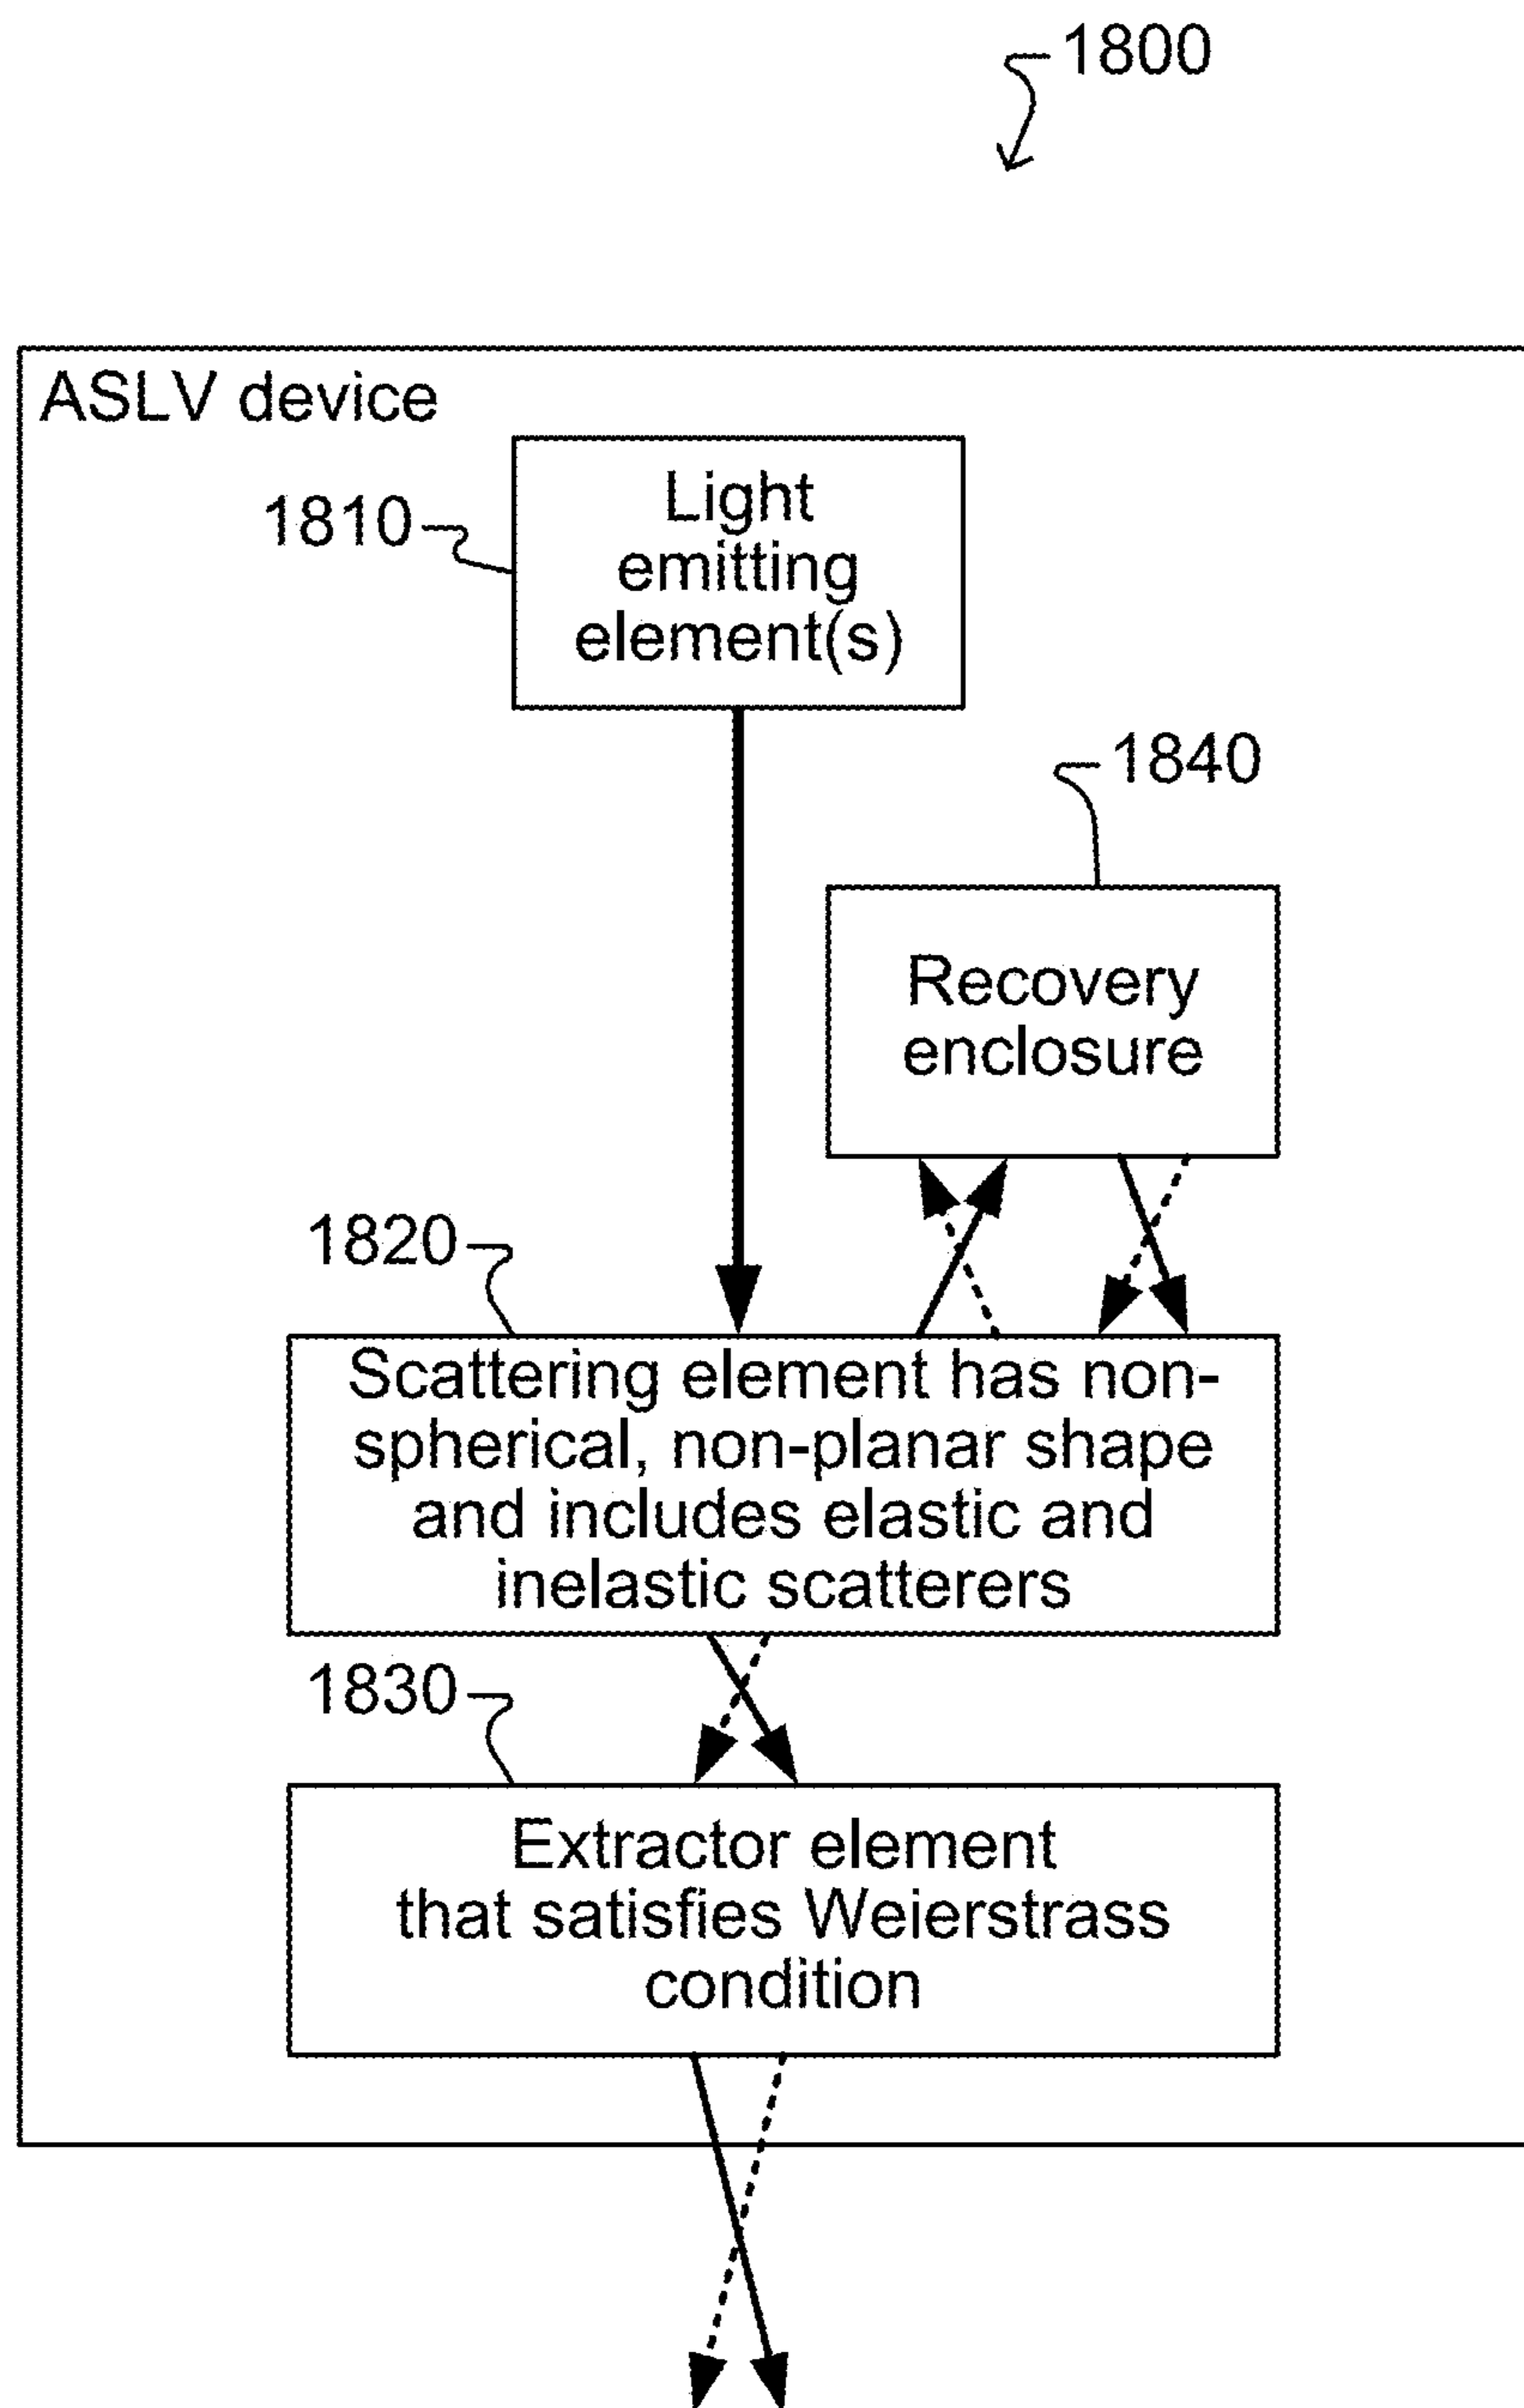 1800
ASLV device
1810
Light
emitting
element(s)
1840
Recovery
enclosure
1820
Scattering element has non-
spherical, non-planar shape
and includes elastic and
inelastic scatterers
1830
Extractor element
that satisfies Weierstrass
condition